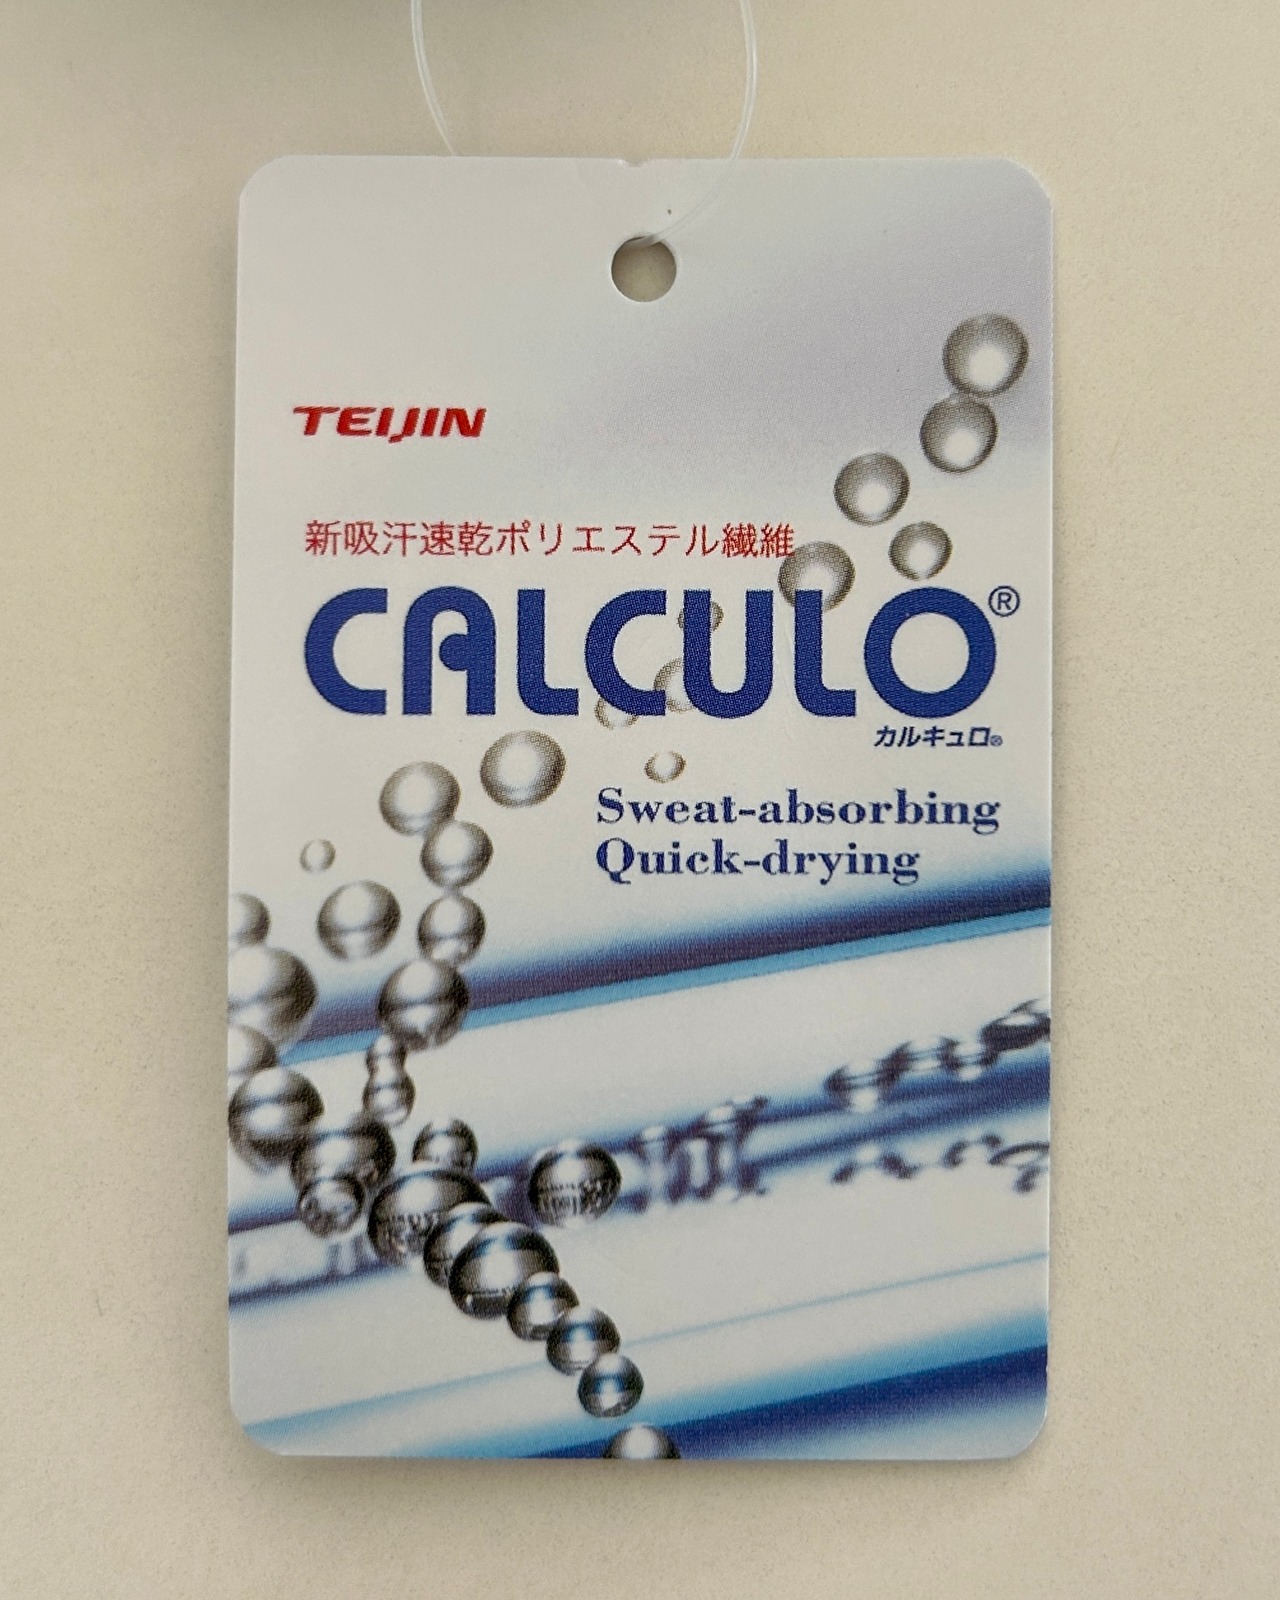 TEIJIN
新吸汗速乾ポリエステル繊維
CALCULO®
カルキュロ®
Sweat-absorbing
Quick-drying